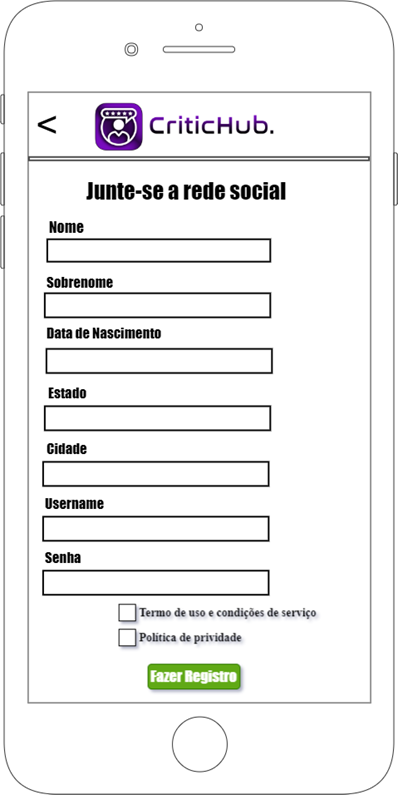 <
CriticHub.
Junte-se a rede social
Nome
Sobrenome
Data de Nascimento
Estado
Cidade
Username
Senha
Termo de uso e condições de serviço
Política de prividade
Fazer Registro